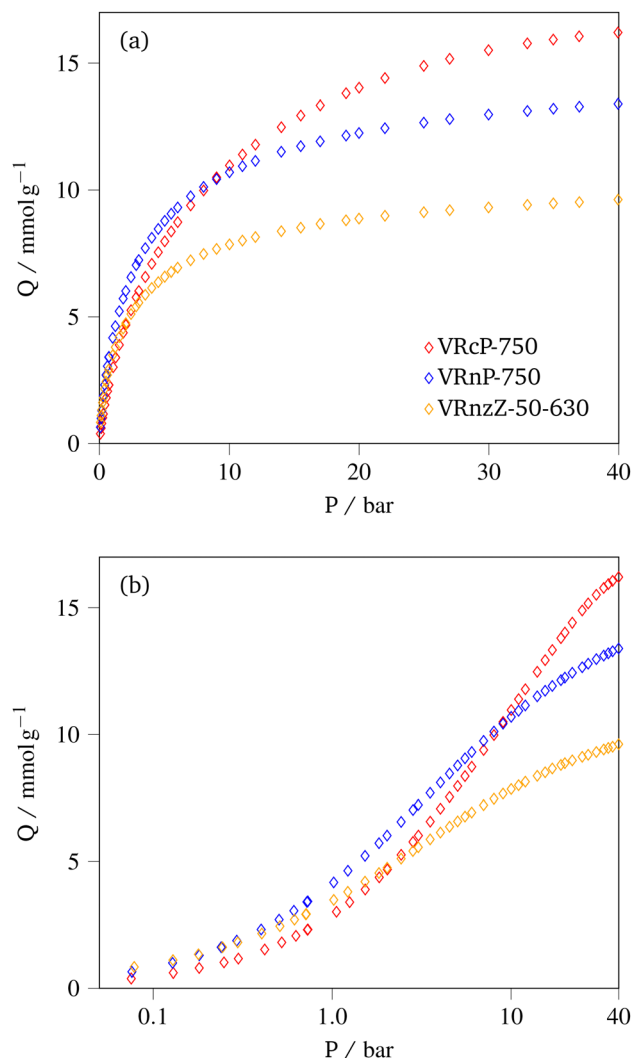 (a)
15
10
5
0
Q / mmol g⁻¹
VRcP-750
VRnP-750
VRnzZ-50-630
0 10 20 30 40
P / bar
(b)
15
10
5
0
Q / mmol g⁻¹
0.1 1.0 10 40
P / bar